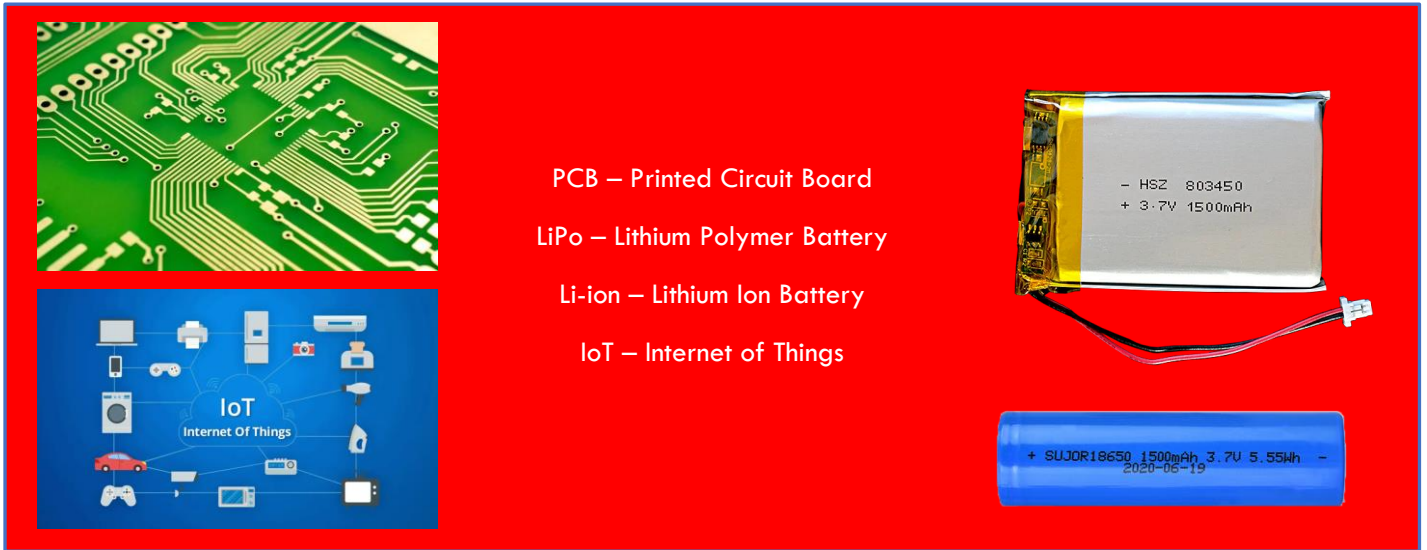 PCB – Printed Circuit Board
LiPo – Lithium Polymer Battery
Li-ion – Lithium Ion Battery
IoT – Internet of Things
IoT
Internet Of Things
- HSZ 803450
+ 3.7V 1500mAh
+ SUJOR18650 1500mAh 3.7V 5.55Wh -
2020-06-19